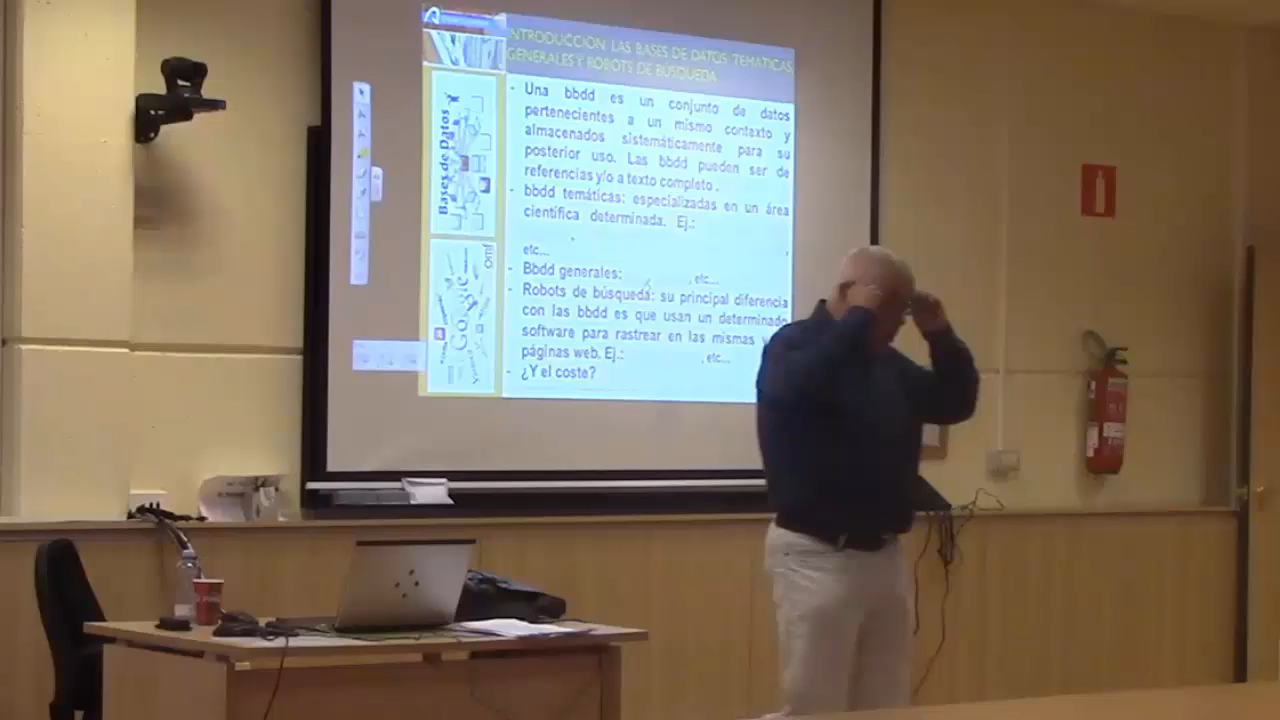 INTRODUCCION LAS BASES DE DATOS TEMATICAS,
GENERALES Y ROBOTS DE BÚSQUEDA
- Una bbdd es un conjunto de datos
pertenecientes a un mismo contexto y
almacenados sistemáticamente para su
posterior uso. Las bbdd pueden ser de
referencias y/o a texto completo .
- bbdd temáticas: especializadas en un área
científica determinada. Ej.:
etc...
- Bbdd generales: , etc...
- Robots de búsqueda: su principal diferencia
con las bbdd es que usan un determinado
software para rastrear en las mismas y
páginas web. Ej.: , etc...
- ¿Y el coste?
Bases de Datos
Google